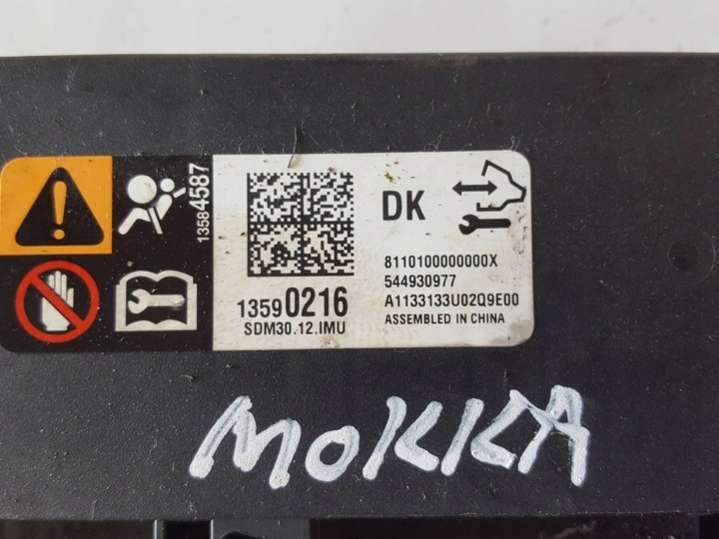 13584587
DK
8110100000000X
544930977
A1133133U02Q9E00
ASSEMBLED IN CHINA
13590216
SDM30.12.IMU
MOKKA